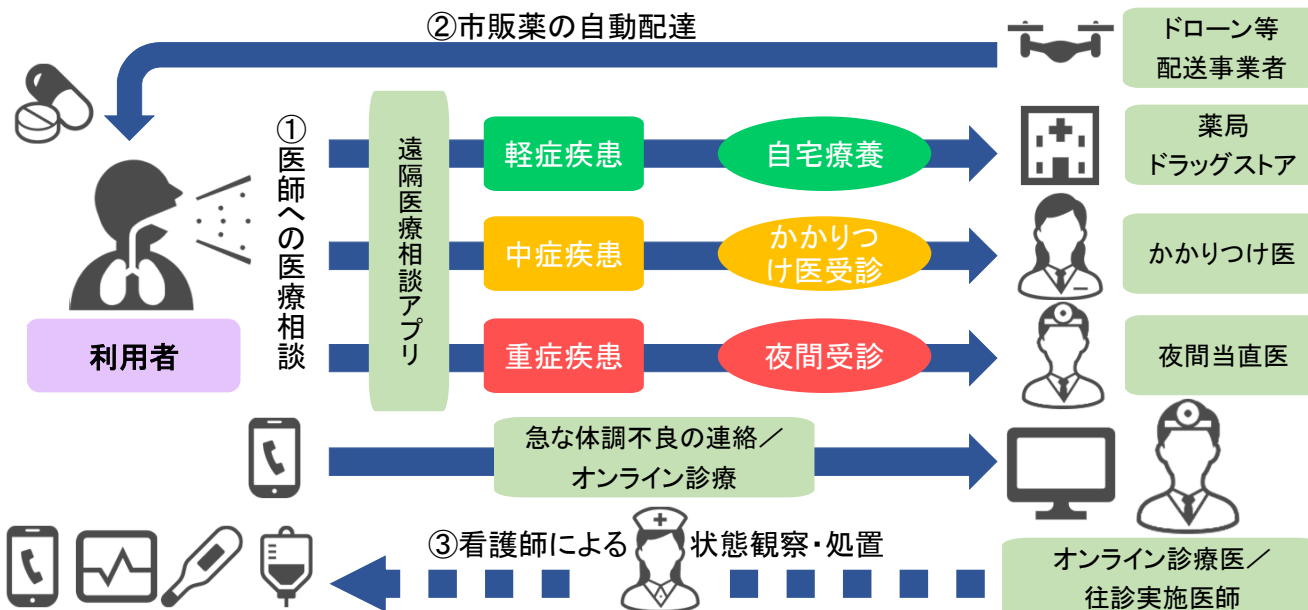 ②市販薬の自動配達
ドローン等
配送事業者
①医師への医療相談
遠隔医療相談アプリ
軽症疾患
自宅療養
薬局
ドラッグストア
中症疾患
かかりつ
け医受診
かかりつけ医
利用者
重症疾患
夜間受診
夜間当直医
急な体調不良の連絡／
オンライン診療
③看護師による
状態観察・処置
オンライン診療医／
往診実施医師